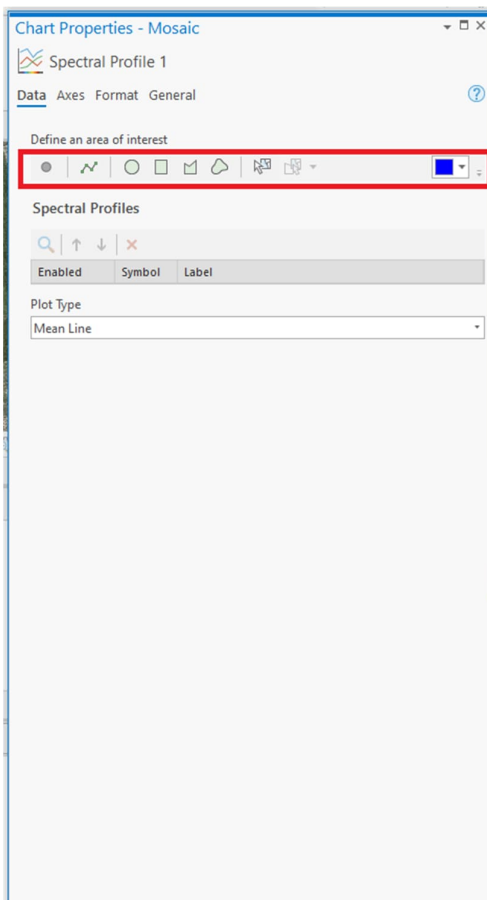 Chart Properties - Mosaic
Spectral Profile 1
Data Axes Format General
Define an area of interest
Spectral Profiles
Enabled Symbol Label
Plot Type
Mean Line